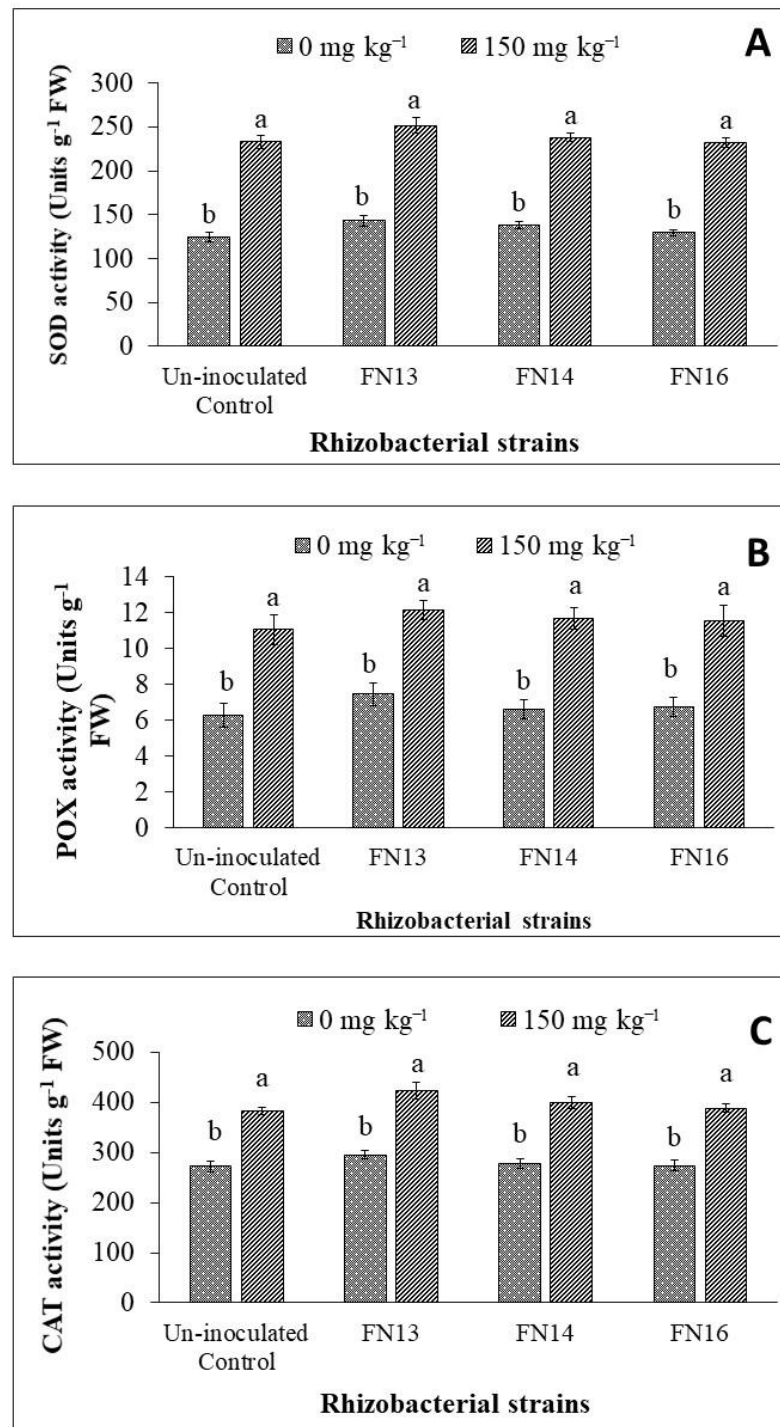 0 mg kg⁻¹ 150 mg kg⁻¹ A
SOD activity (Units g⁻¹ FW)
300
250
200
150
100
50
0
b a b a b a b a
Un-inoculated FN13 FN14 FN16
Control
Rhizobacterial strains
0 mg kg⁻¹ 150 mg kg⁻¹ B
POX activity (Units g⁻¹
FW)
14
12
10
8
6
4
2
0
b a b a b a b a
Un-inoculated FN13 FN14 FN16
Control
Rhizobacterial strains
0 mg kg⁻¹ 150 mg kg⁻¹ C
CAT activity (Units g⁻¹ FW)
500
400
300
200
100
0
b a b a b a b a
Un-inoculated FN13 FN14 FN16
Control
Rhizobacterial strains